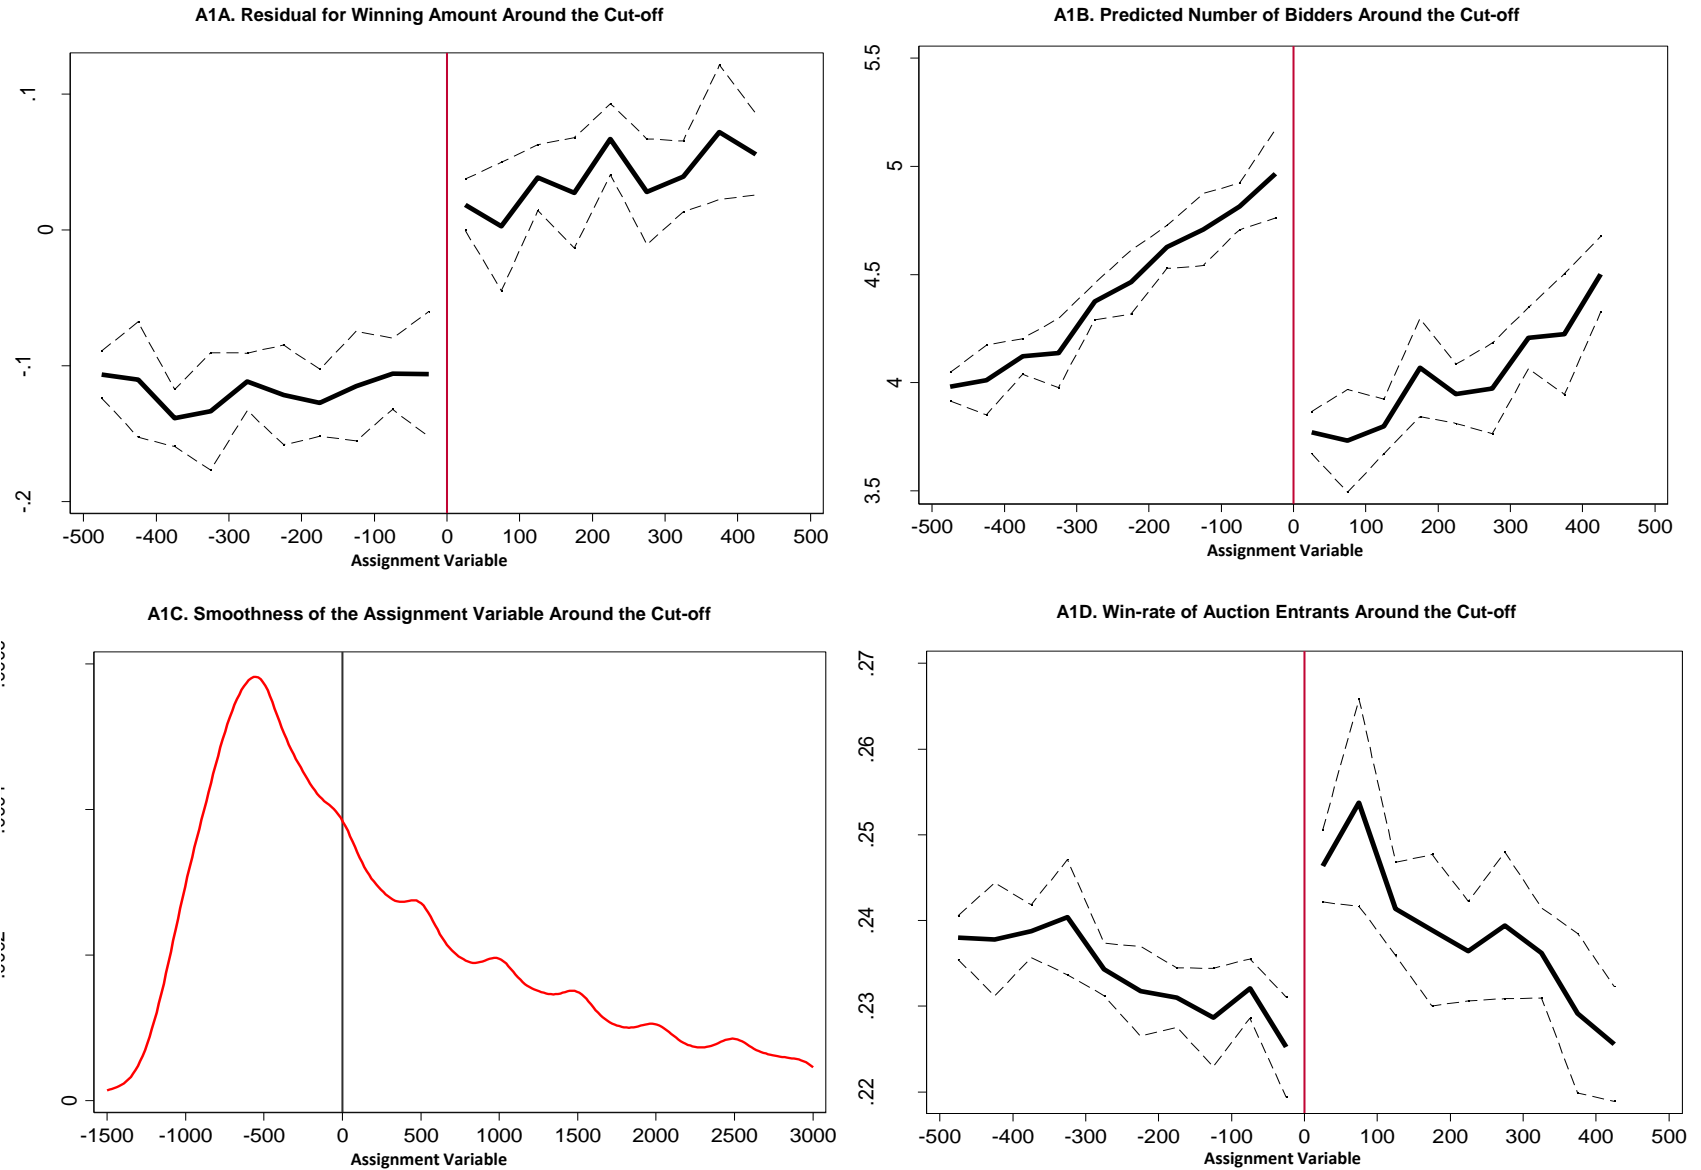 A1A. Residual for Winning Amount Around the Cut-off
.1
0
-.1
-.2
-500 -400 -300 -200 -100 0 100 200 300 400 500
Assignment Variable
A1B. Predicted Number of Bidders Around the Cut-off
5.5
5
4.5
4
3.5
-500 -400 -300 -200 -100 0 100 200 300 400 500
Assignment Variable
A1C. Smoothness of the Assignment Variable Around the Cut-off
0
-1500 -1000 -500 0 500 1000 1500 2000 2500 3000
Assignment Variable
A1D. Win-rate of Auction Entrants Around the Cut-off
.27
.26
.25
.24
.23
.22
-500 -400 -300 -200 -100 0 100 200 300 400 500
Assignment Variable